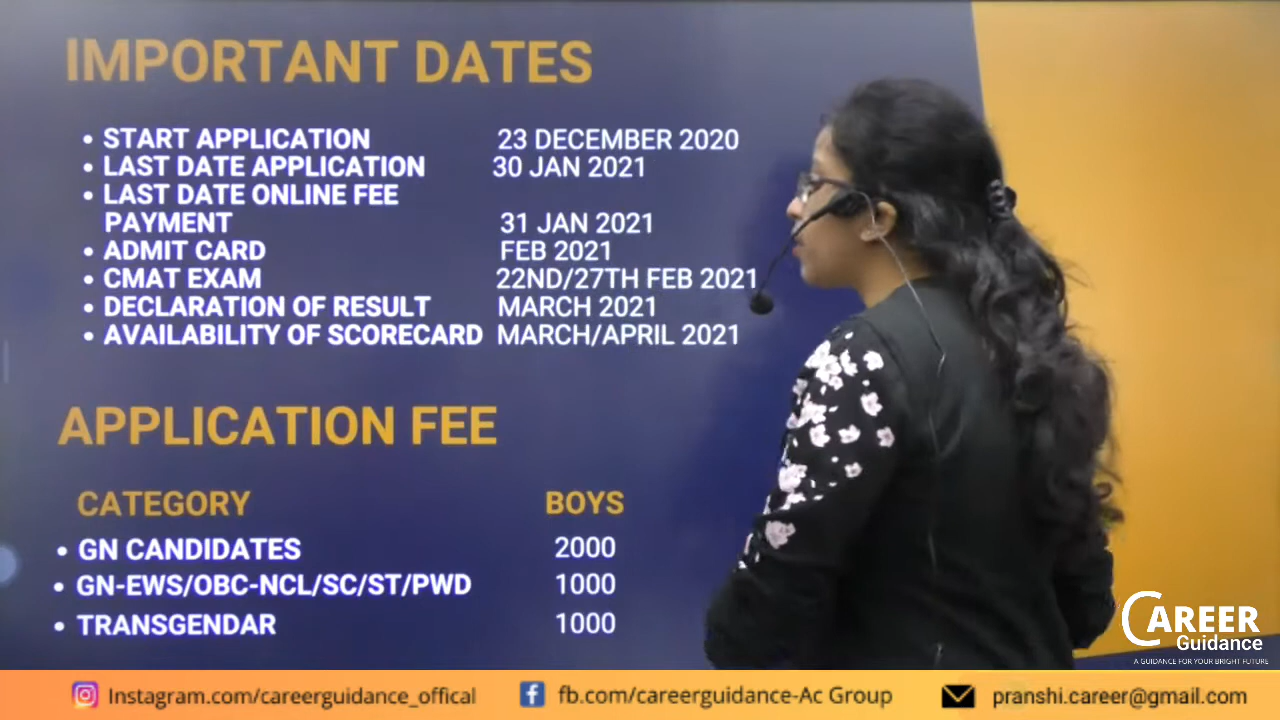 IMPORTANT DATES
• START APPLICATION 23 DECEMBER 2020
• LAST DATE APPLICATION 30 JAN 2021
• LAST DATE ONLINE FEE
PAYMENT 31 JAN 2021
• ADMIT CARD FEB 2021
• CMAT EXAM 22ND/27TH FEB 2021
• DECLARATION OF RESULT MARCH 2021
• AVAILABILITY OF SCORECARD MARCH/APRIL 2021
APPLICATION FEE
CATEGORY BOYS
• GN CANDIDATES 2000
• GN-EWS/OBC-NCL/SC/ST/PWD 1000
• TRANSGENDAR 1000
CAREER
Guidance
A GUIDANCE FOR YOUR BRIGHT FUTURE
Instagram.com/careerguidance_offical fb.com/careerguidance-Ac Group pranshi.career@gmail.com